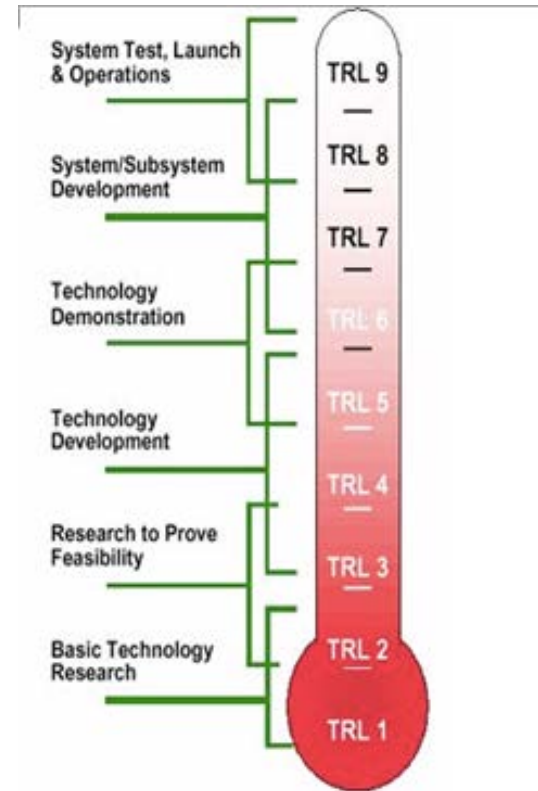 System Test, Launch
& Operations
System/Subsystem
Development
Technology
Demonstration
Technology
Development
Research to Prove
Feasibility
Basic Technology
Research
TRL 9
TRL 8
TRL 7
TRL 6
TRL 5
TRL 4
TRL 3
TRL 2
TRL 1